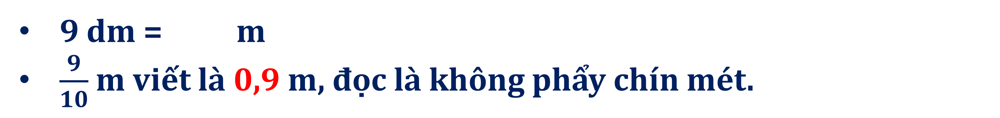 • 9 dm = m
• 9/10 m viết là 0,9 m, đọc là không phẩy chín mét.